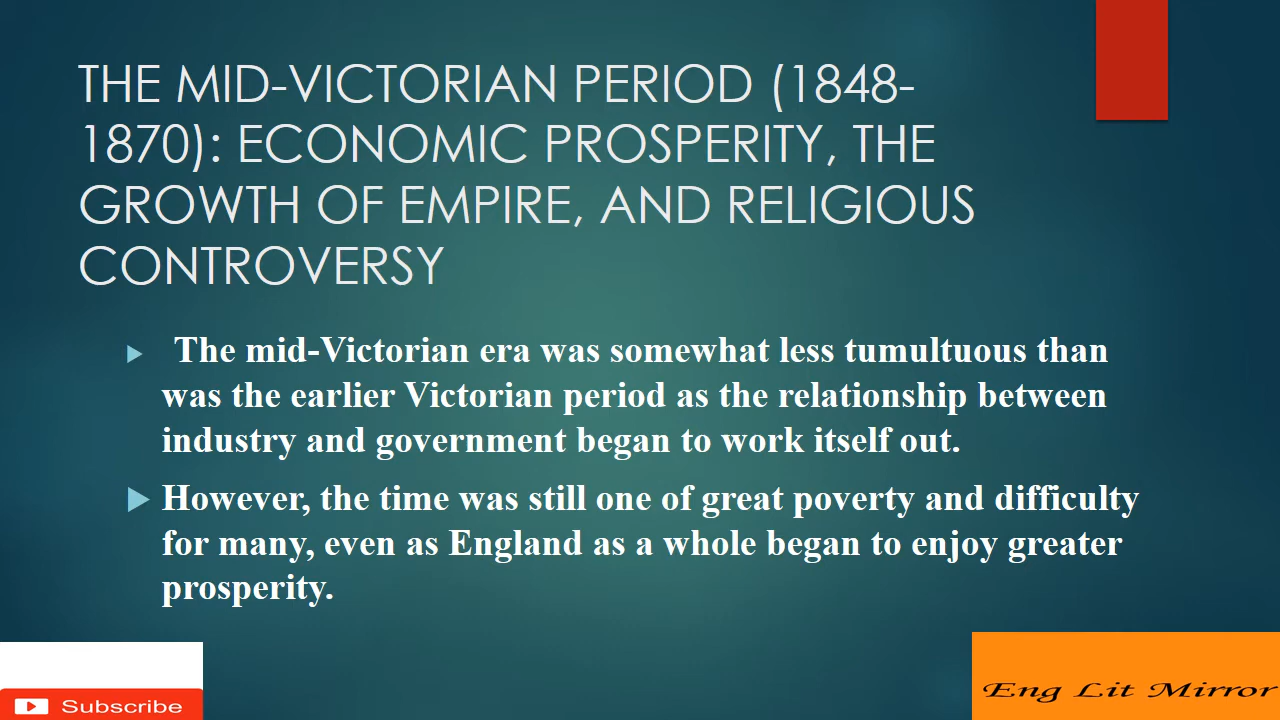 THE MID-VICTORIAN PERIOD (1848-
1870): ECONOMIC PROSPERITY, THE
GROWTH OF EMPIRE, AND RELIGIOUS
CONTROVERSY
The mid-Victorian era was somewhat less tumultuous than
was the earlier Victorian period as the relationship between
industry and government began to work itself out.
However, the time was still one of great poverty and difficulty
for many, even as England as a whole began to enjoy greater
prosperity.
Subscribe
Eng Lit Mirror